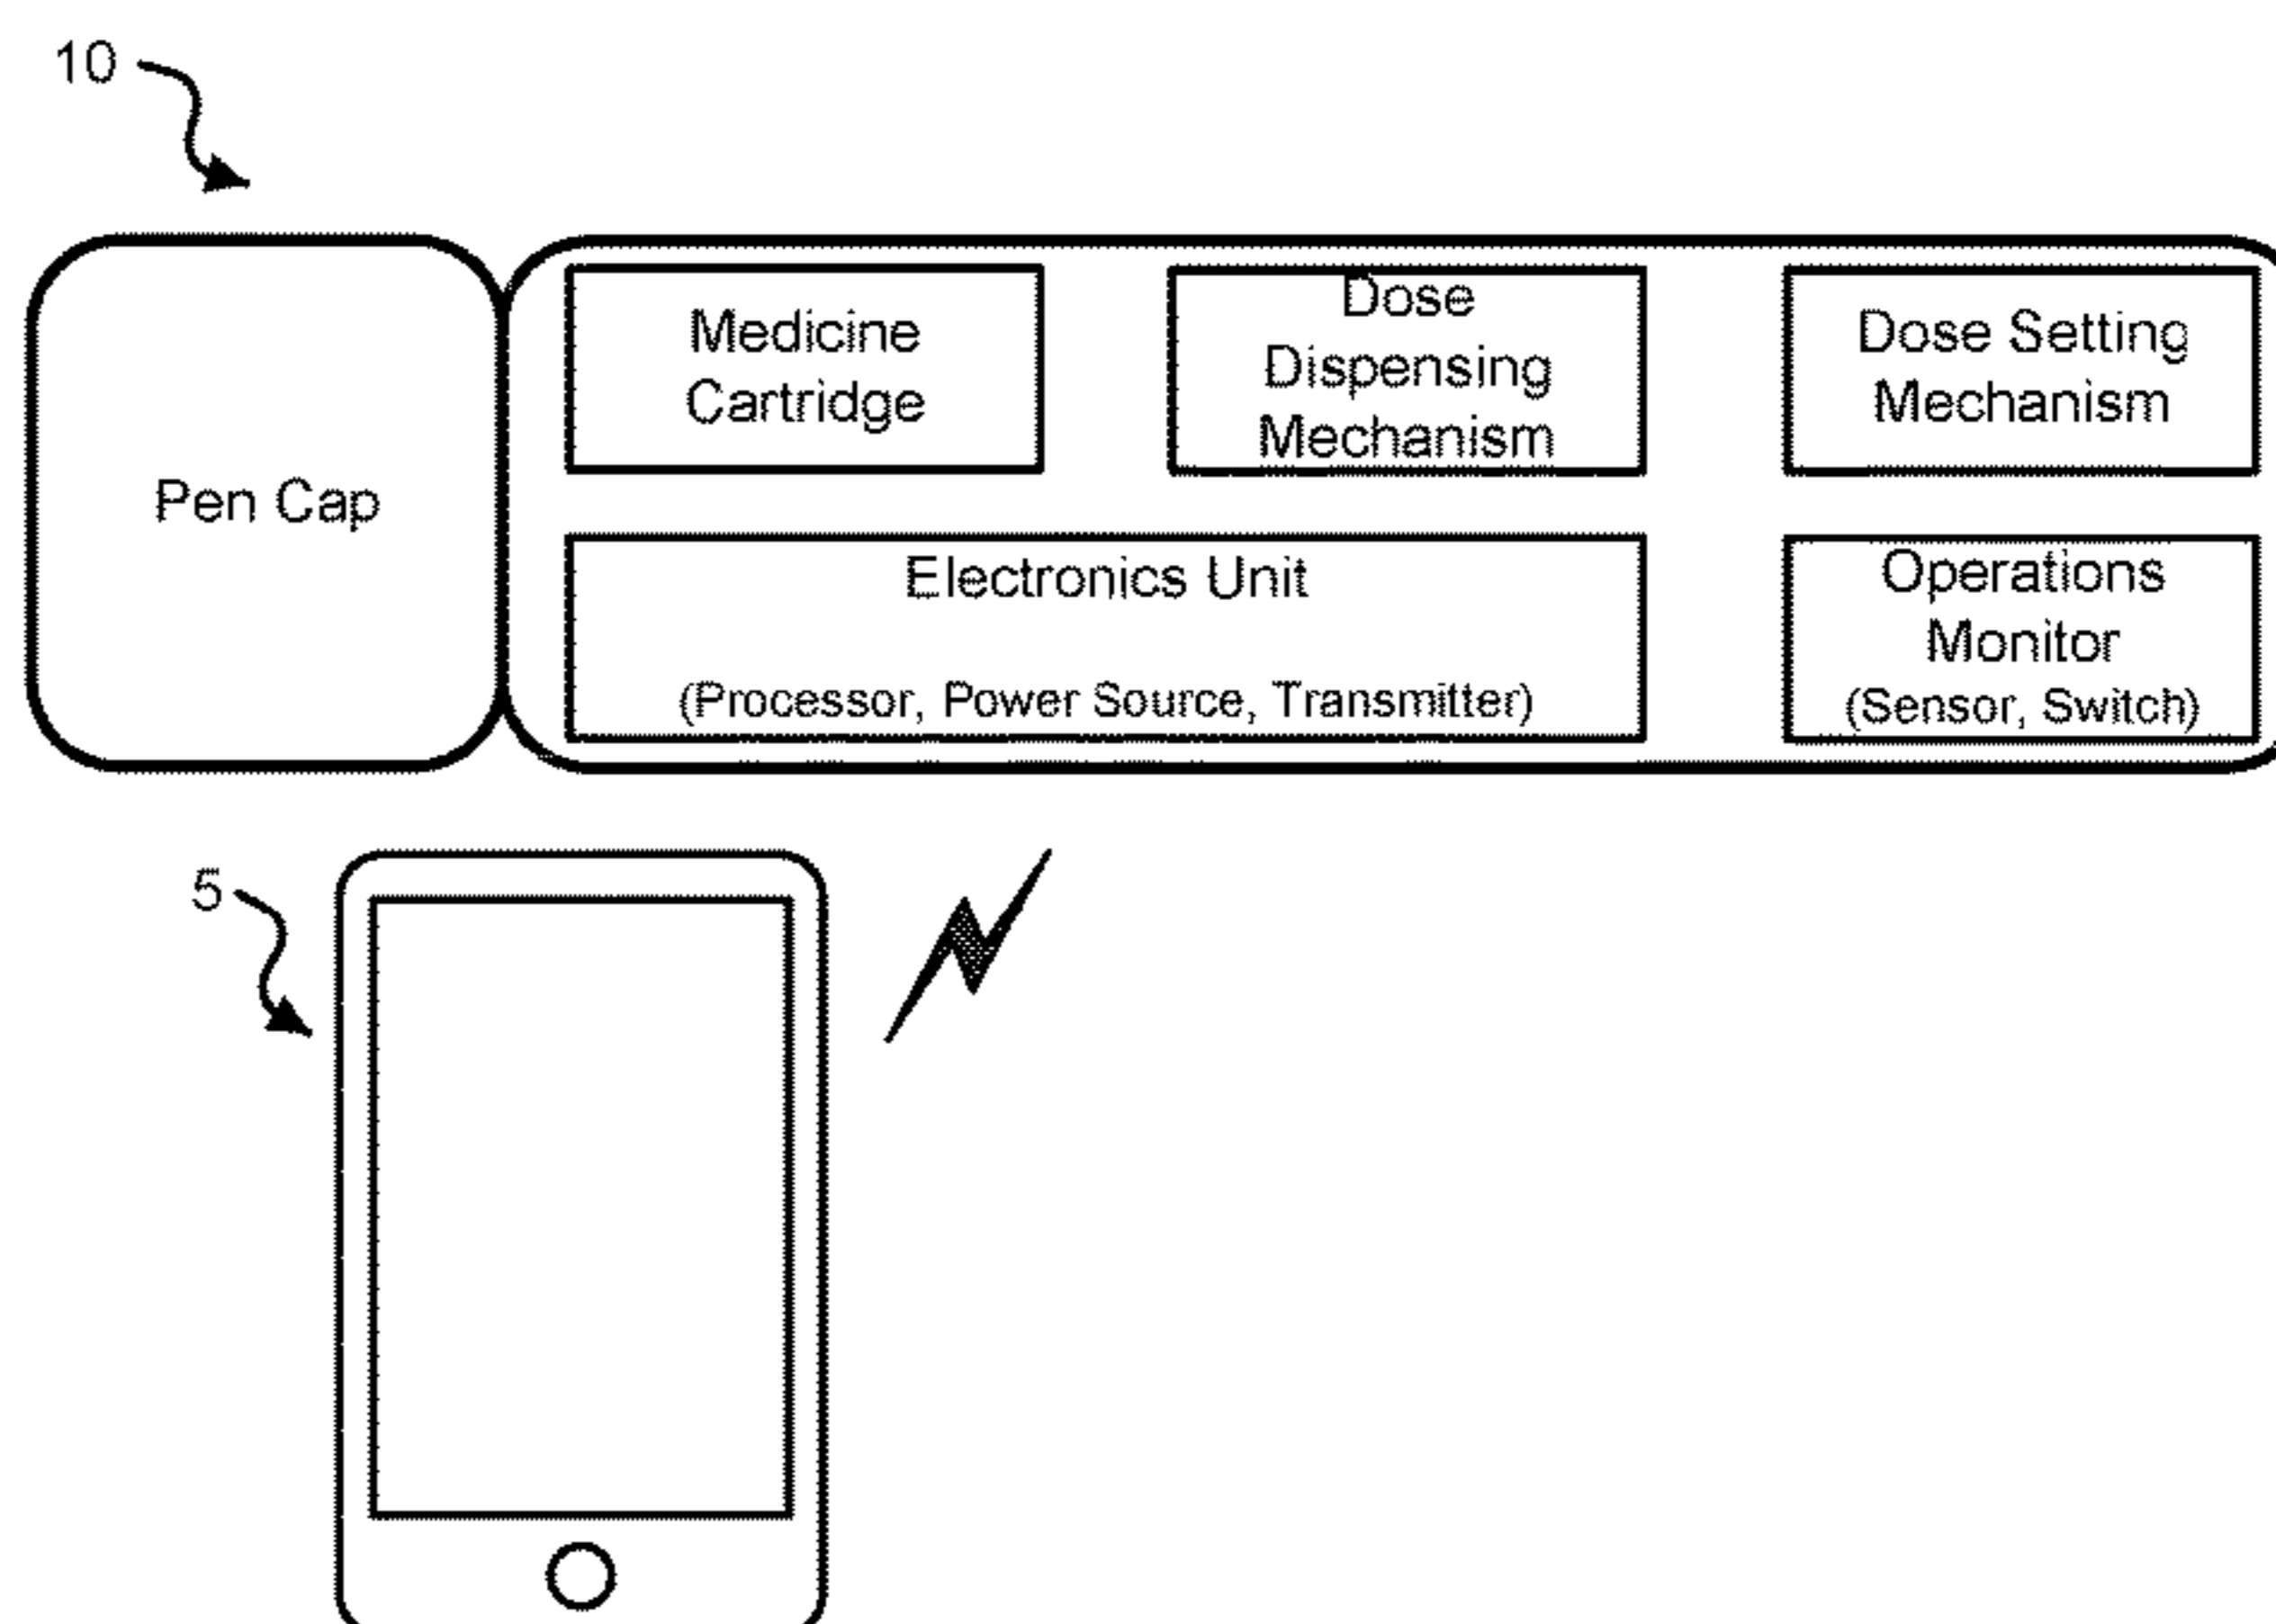 10
Medicine
Cartridge
Dose
Dispensing
Mechanism
Dose Setting
Mechanism
Pen Cap
Electronics Unit
(Processor, Power Source, Transmitter)
Operations
Monitor
(Sensor, Switch)
5